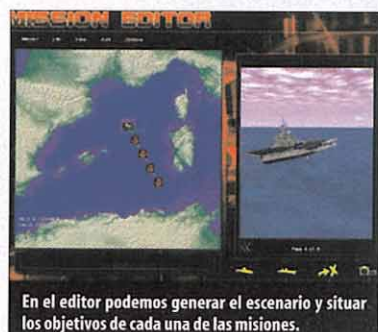 MISSION EDITOR
En el editor podemos generar el escenario y situar
los objetivos de cada una de las misiones.